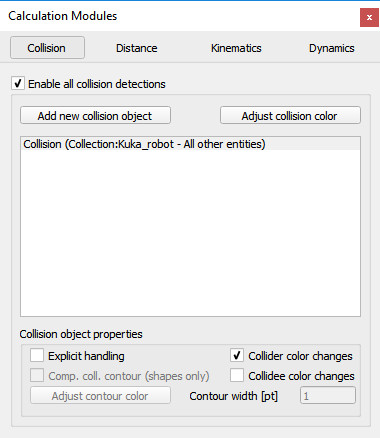 Calculation Modules
Collision Distance Kinematics Dynamics
Enable all collision detections
Add new collision object Adjust collision color
Collision (Collection:Kuka_robot - All other entities)
Collision object properties
Explicit handling Collider color changes
Comp. coll. contour (shapes only) Collidee color changes
Adjust contour color Contour width [pt] 1